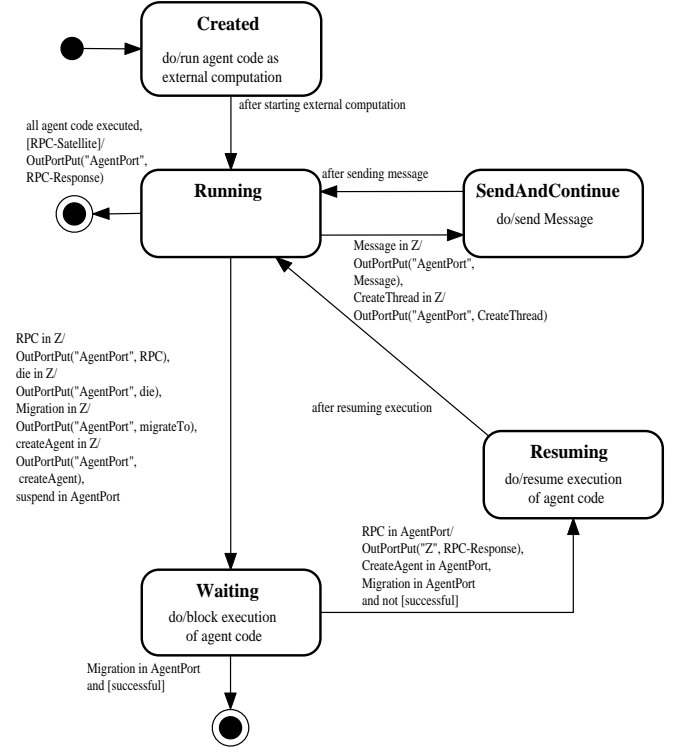 Created
do/run agent code as
external computation
after starting external computation
all agent code executed,
[RPC-Satellite]/
OutPortPut("AgentPort",
RPC-Response)
Running
after sending message
SendAndContinue
do/send Message
Message in Z/
OutPortPut("AgentPort",
Message),
CreateThread in Z/
OutPortPut("AgentPort", CreateThread)
RPC in Z/
OutPortPut("AgentPort", RPC),
die in Z/
OutPortPut("AgentPort", die),
Migration in Z/
OutPortPut("AgentPort", migrateTo),
createAgent in Z/
OutPortPut("AgentPort",
createAgent),
suspend in AgentPort
after resuming execution
Resuming
do/resume execution
of agent code
RPC in AgentPort/
OutPortPut("Z", RPC-Response),
CreateAgent in AgentPort,
Migration in AgentPort
and not [successful]
Waiting
do/block execution
of agent code
Migration in AgentPort
and [successful]